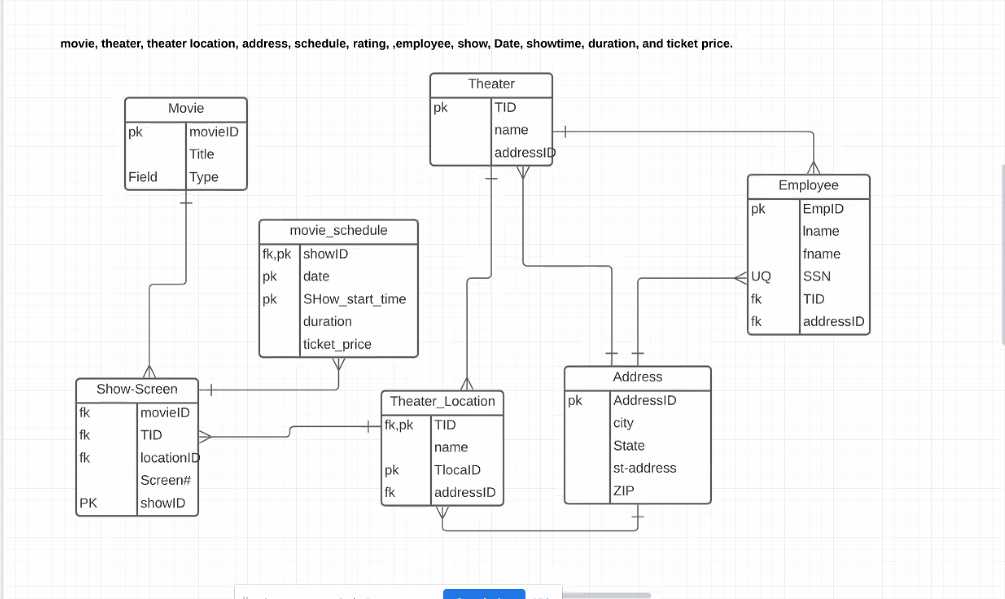 movie, theater, theater location, address, schedule, rating, ,employee, show, Date, showtime, duration, and ticket price.
Theater
pk TID
name
addressID
Movie
pk movieID
Title
Field Type
Employee
pk EmpID
lname
fname
UQ SSN
fk TID
fk addressID
movie_schedule
fk,pk showID
pk date
pk SHow_start_time
duration
ticket_price
Show-Screen
fk movieID
fk TID
fk locationID
Screen#
PK showID
Theater_Location
fk,pk TID
name
pk TlocaID
fk addressID
Address
pk AddressID
city
State
st-address
ZIP